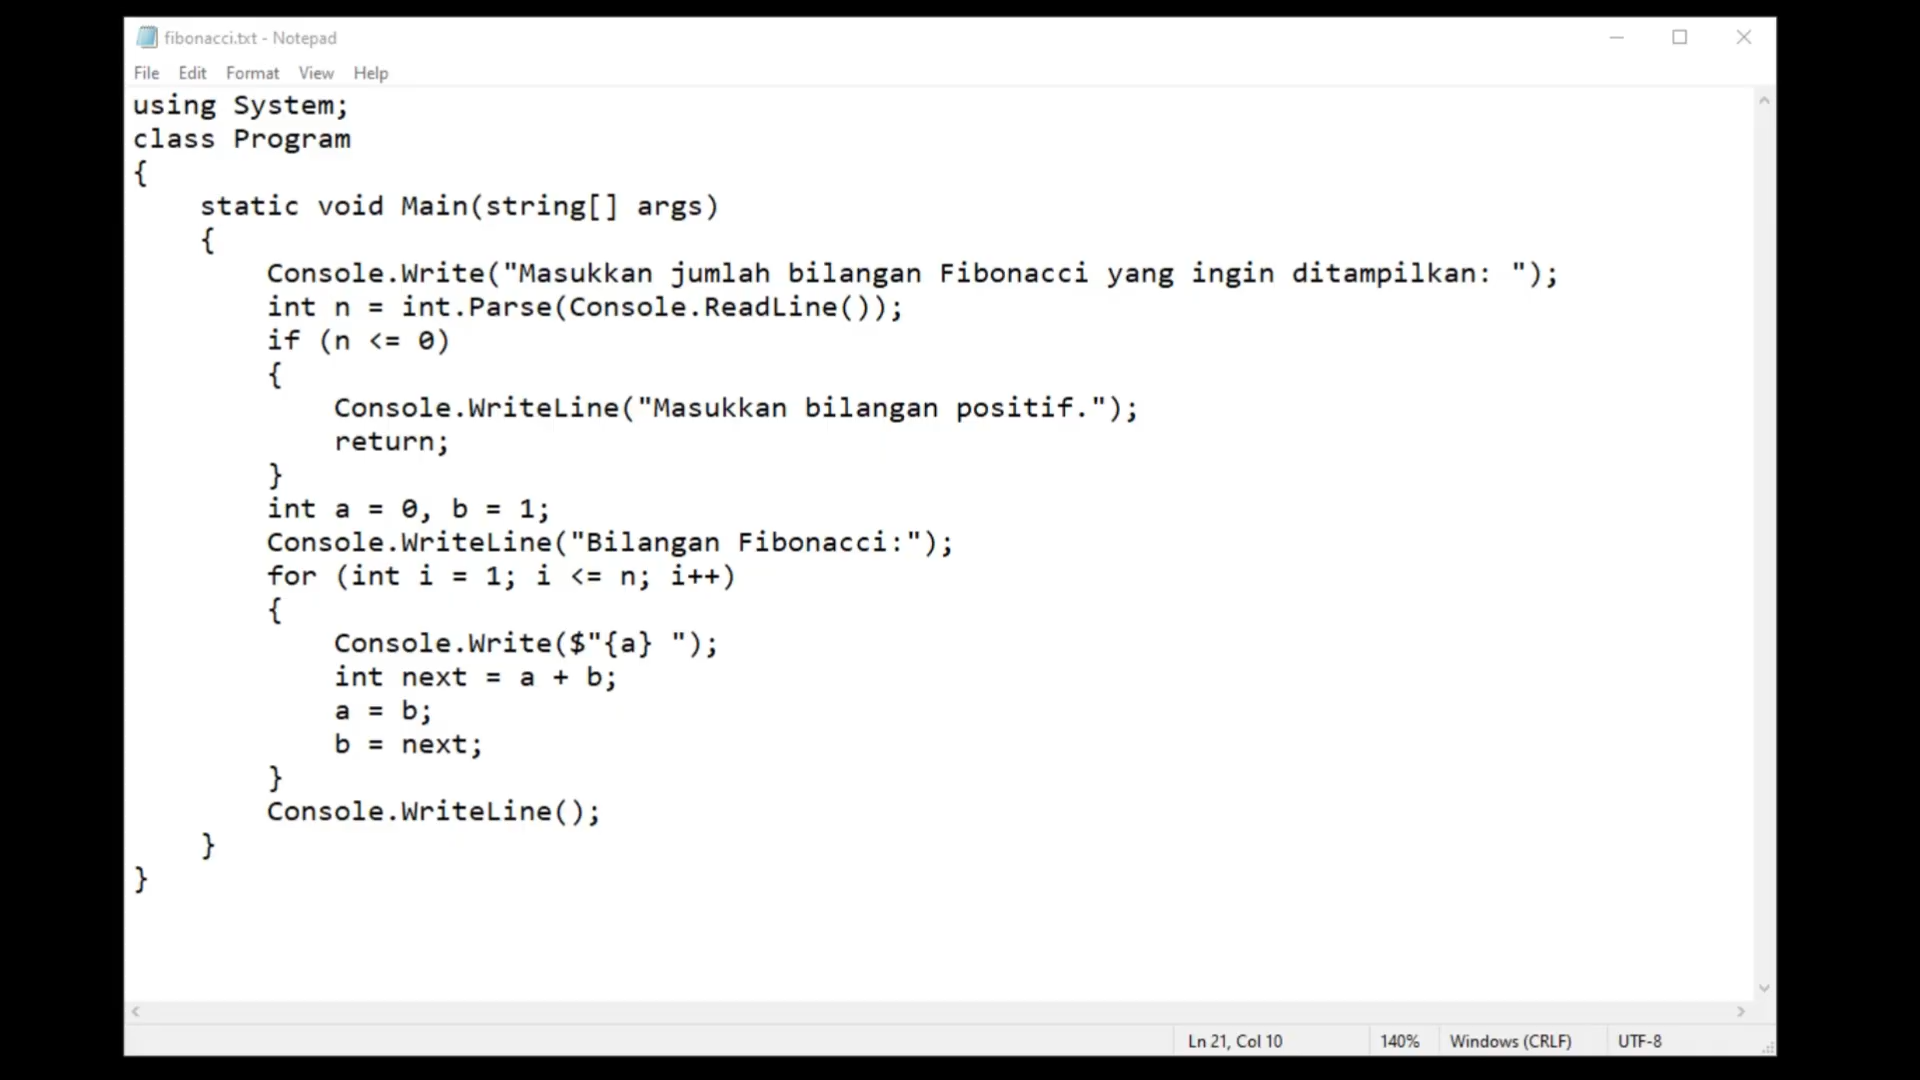 fibonacci.txt - Notepad
File Edit Format View Help
using System;
class Program
{
    static void Main(string[] args)
    {
        Console.Write("Masukkan jumlah bilangan Fibonacci yang ingin ditampilkan: ");
        int n = int.Parse(Console.ReadLine());
        if (n <= 0)
        {
            Console.WriteLine("Masukkan bilangan positif.");
            return;
        }
        int a = 0, b = 1;
        Console.WriteLine("Bilangan Fibonacci:");
        for (int i = 1; i <= n; i++)
        {
            Console.Write($"{a} ");
            int next = a + b;
            a = b;
            b = next;
        }
        Console.WriteLine();
    }
}
Ln 21, Col 10 140% Windows (CRLF) UTF-8